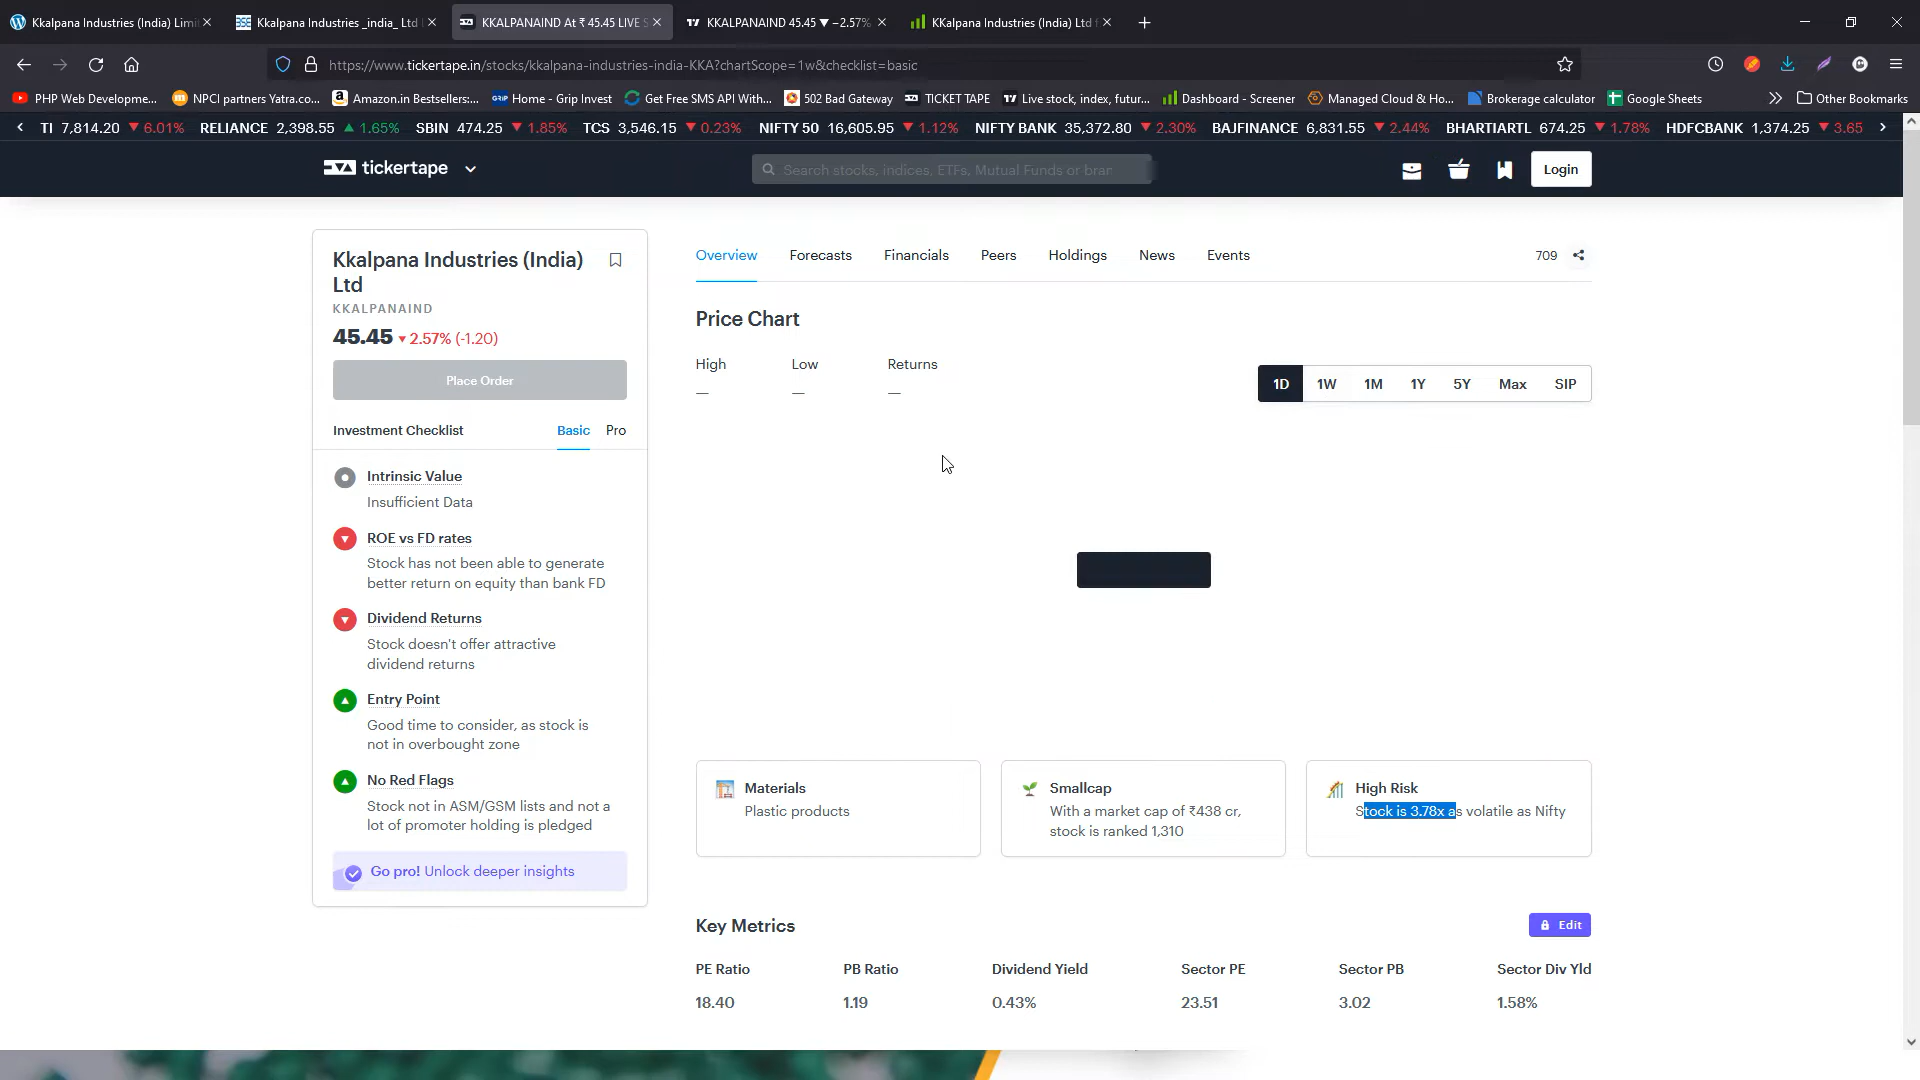 Kkalpana Industries (India) Limi
Kkalpana Industries _india_ Ltd
KKALPANAIND At ₹ 45.45 LIVE S
KKALPANAIND 45.45 ▼ −2.57%
KKalpana Industries (India) Ltd f
https://www.tickertape.in/stocks/kkalpana-industries-india-KKA?chartScope=1w&checklist=basic
PHP Web Developme...
NPCI partners Yatra.co...
Amazon.in Bestsellers:...
GRIP
Home - Grip Invest
Get Free SMS API With...
502 Bad Gateway
TICKET TAPE
Live stock, index, futur...
Dashboard - Screener
Managed Cloud & Ho...
Brokerage calculator
Google Sheets
Other Bookmarks
TI 7,814.20 ▼ 6.01% RELIANCE 2,398.55 ▲ 1.65% SBIN 474.25 ▼ 1.85% TCS 3,546.15 ▼ 0.23% NIFTY 50 16,605.95 ▼ 1.12% NIFTY BANK 35,372.80 ▼ 2.30% BAJFINANCE 6,831.55 ▼ 2.44% BHARTIARTL 674.25 ▼ 1.78% HDFCBANK 1,374.25 ▼ 3.65
tickertape
Search stocks, indices, ETFs, Mutual Funds or bran
Login
Kkalpana Industries (India)
Ltd
KKALPANAIND
45.45 ▼ 2.57% (-1.20)
Place Order
Investment Checklist Basic Pro
Intrinsic Value
Insufficient Data
ROE vs FD rates
Stock has not been able to generate
better return on equity than bank FD
Dividend Returns
Stock doesn't offer attractive
dividend returns
Entry Point
Good time to consider, as stock is
not in overbought zone
No Red Flags
Stock not in ASM/GSM lists and not a
lot of promoter holding is pledged
Go pro! Unlock deeper insights
Overview Forecasts Financials Peers Holdings News Events 709
Price Chart
High Low Returns
— — —
1D 1W 1M 1Y 5Y Max SIP
Materials
Plastic products
Smallcap
With a market cap of ₹438 cr,
stock is ranked 1,310
High Risk
Stock is 3.78x as volatile as Nifty
Key Metrics
Edit
PE Ratio PB Ratio Dividend Yield Sector PE Sector PB Sector Div Yld
18.40 1.19 0.43% 23.51 3.02 1.58%